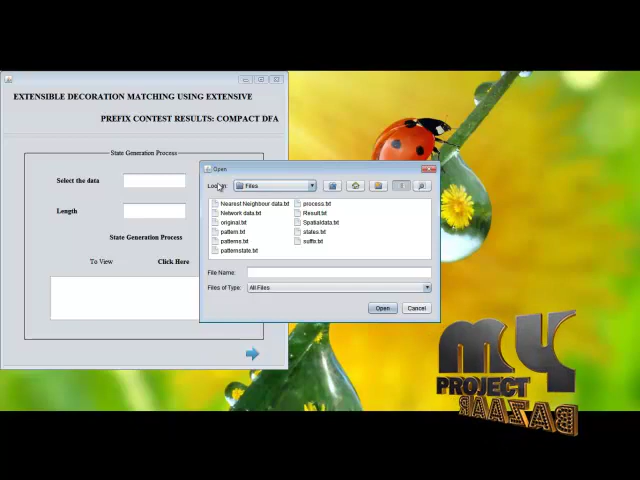 EXTENSIBLE DECORATION MATCHING USING EXTENSIVE
PREFIX CONTEST RESULTS: COMPACT DFA
State Generation Process
Select the data
Length
State Generation Process
To View Click Here
Open
Look In: Files
Nearest Neighbour data.txt
Network data.txt
original.txt
pattern.txt
patterns.txt
patternstate.txt
process.txt
Result.txt
Spatialdata.txt
states.txt
suffix.txt
File Name:
Files of Type: All Files
Open Cancel
my
PROJECT
BAZAAR